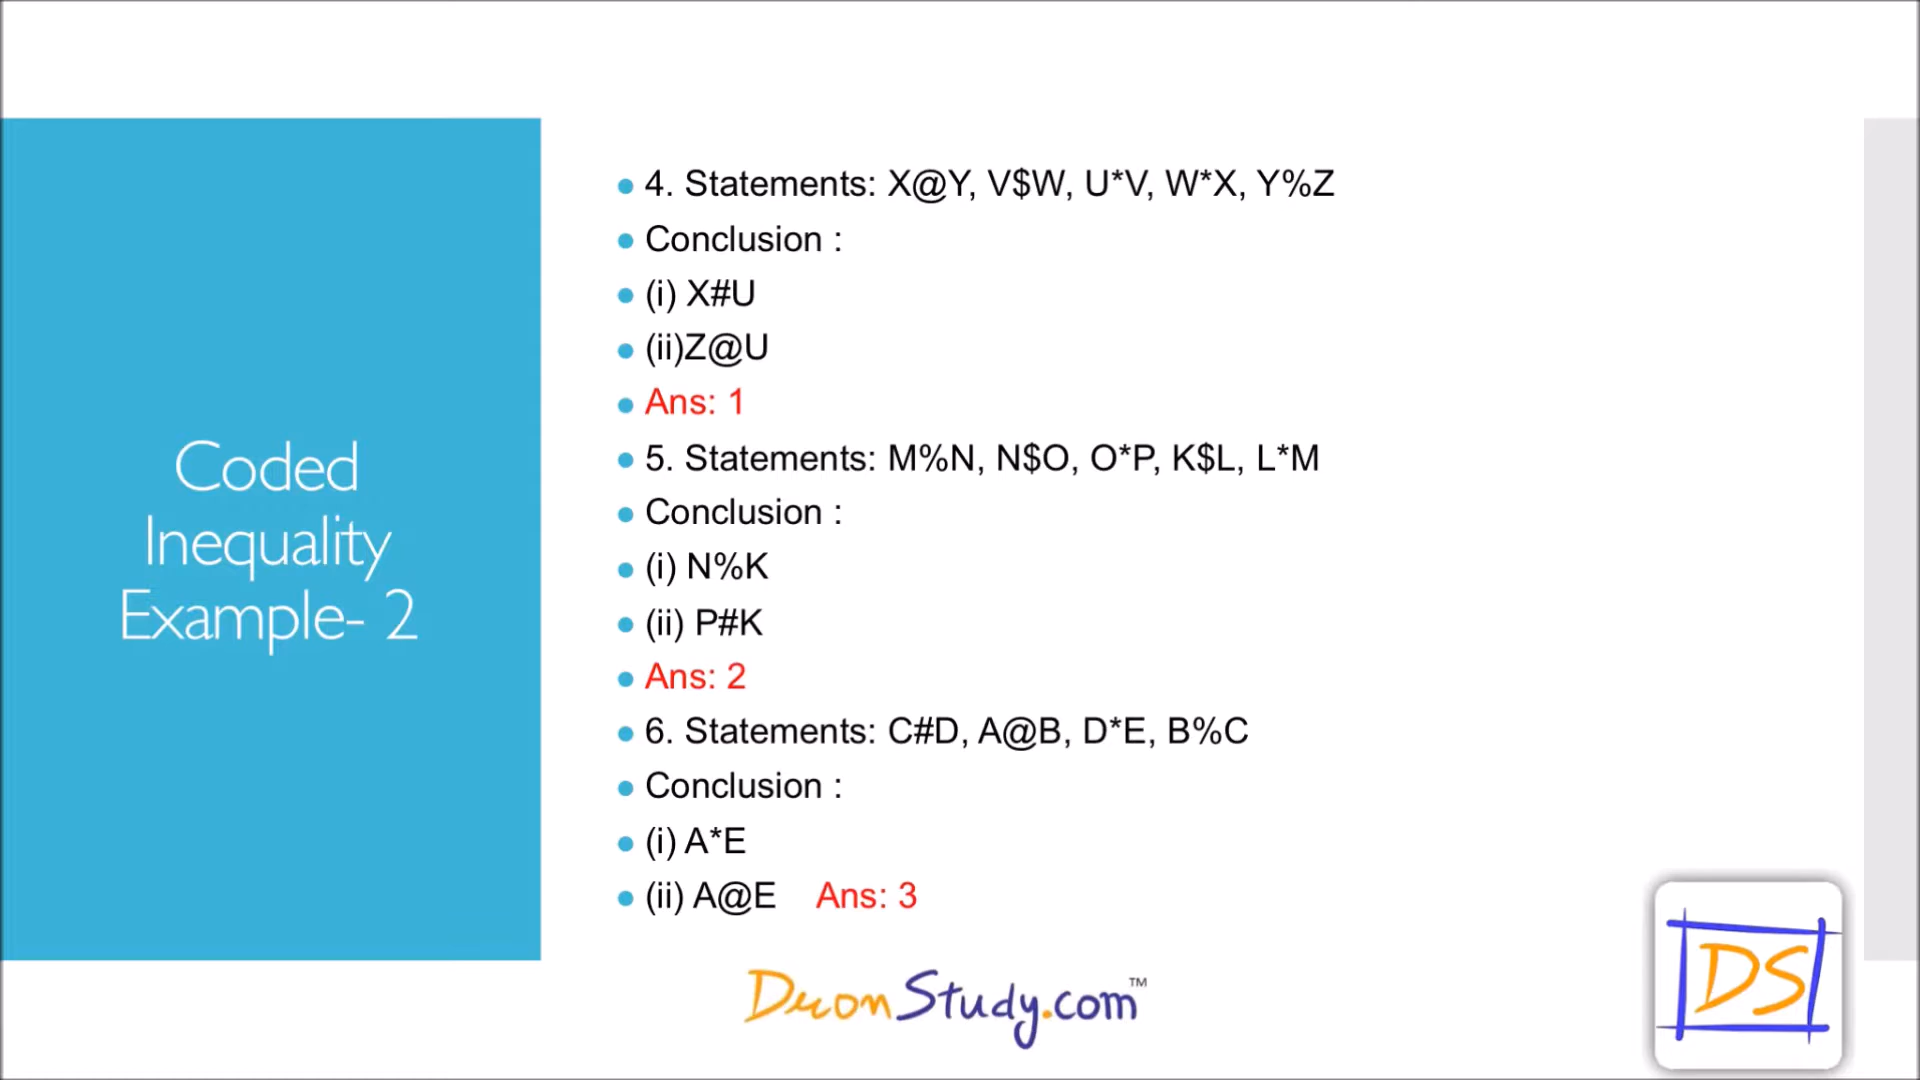 Coded
Inequality
Example- 2
4. Statements: X@Y, V$W, U*V, W*X, Y%Z
Conclusion :
(i) X#U
(ii)Z@U
Ans: 1
5. Statements: M%N, N$O, O*P, K$L, L*M
Conclusion :
(i) N%K
(ii) P#K
Ans: 2
6. Statements: C#D, A@B, D*E, B%C
Conclusion :
(i) A*E
(ii) A@E Ans: 3
DronStudy.com™
DS